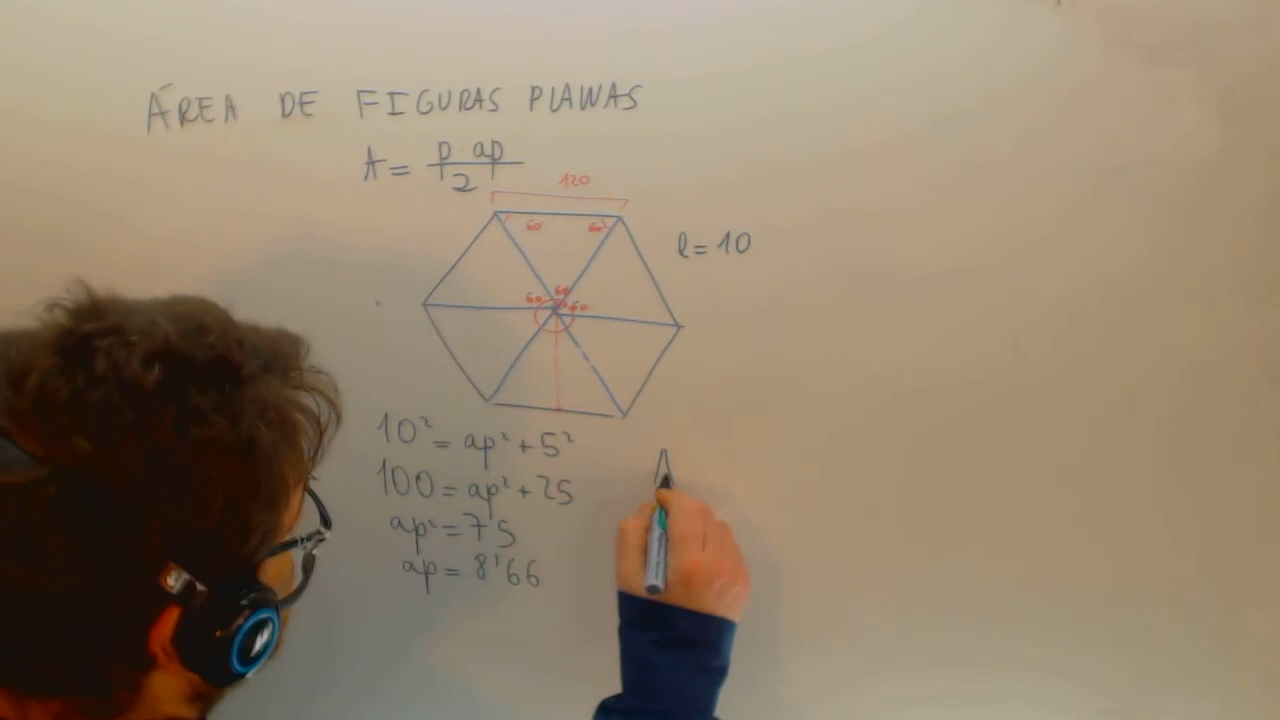 ÁREA DE FIGURAS PLANAS
A = p ap / 2
120
60° 60°
l = 10
60° 60 60
10² = ap² + 5²
100 = ap² + 25
ap² = 75
ap = 8'66
A